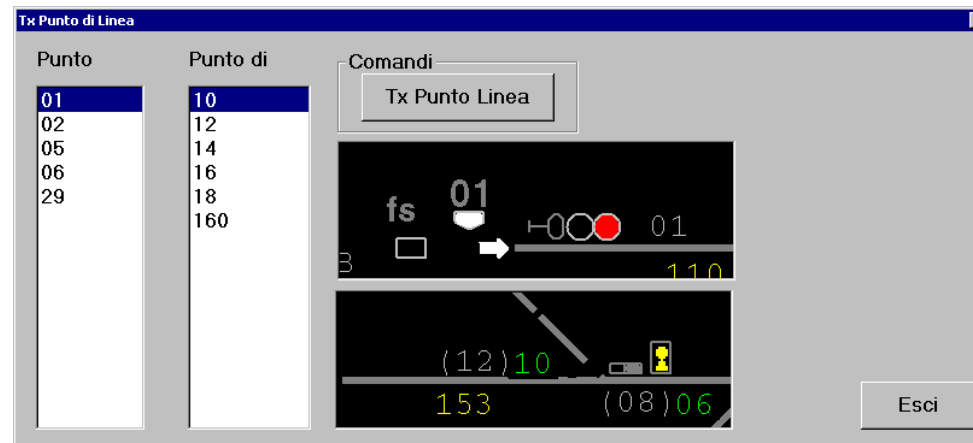 Tx Punto di Linea
Punto
Punto di
Comandi
Tx Punto Linea
01
02
05
06
29
10
12
14
16
18
160
fs
01
01
B
110
(12)10
153
(08)06
Esci